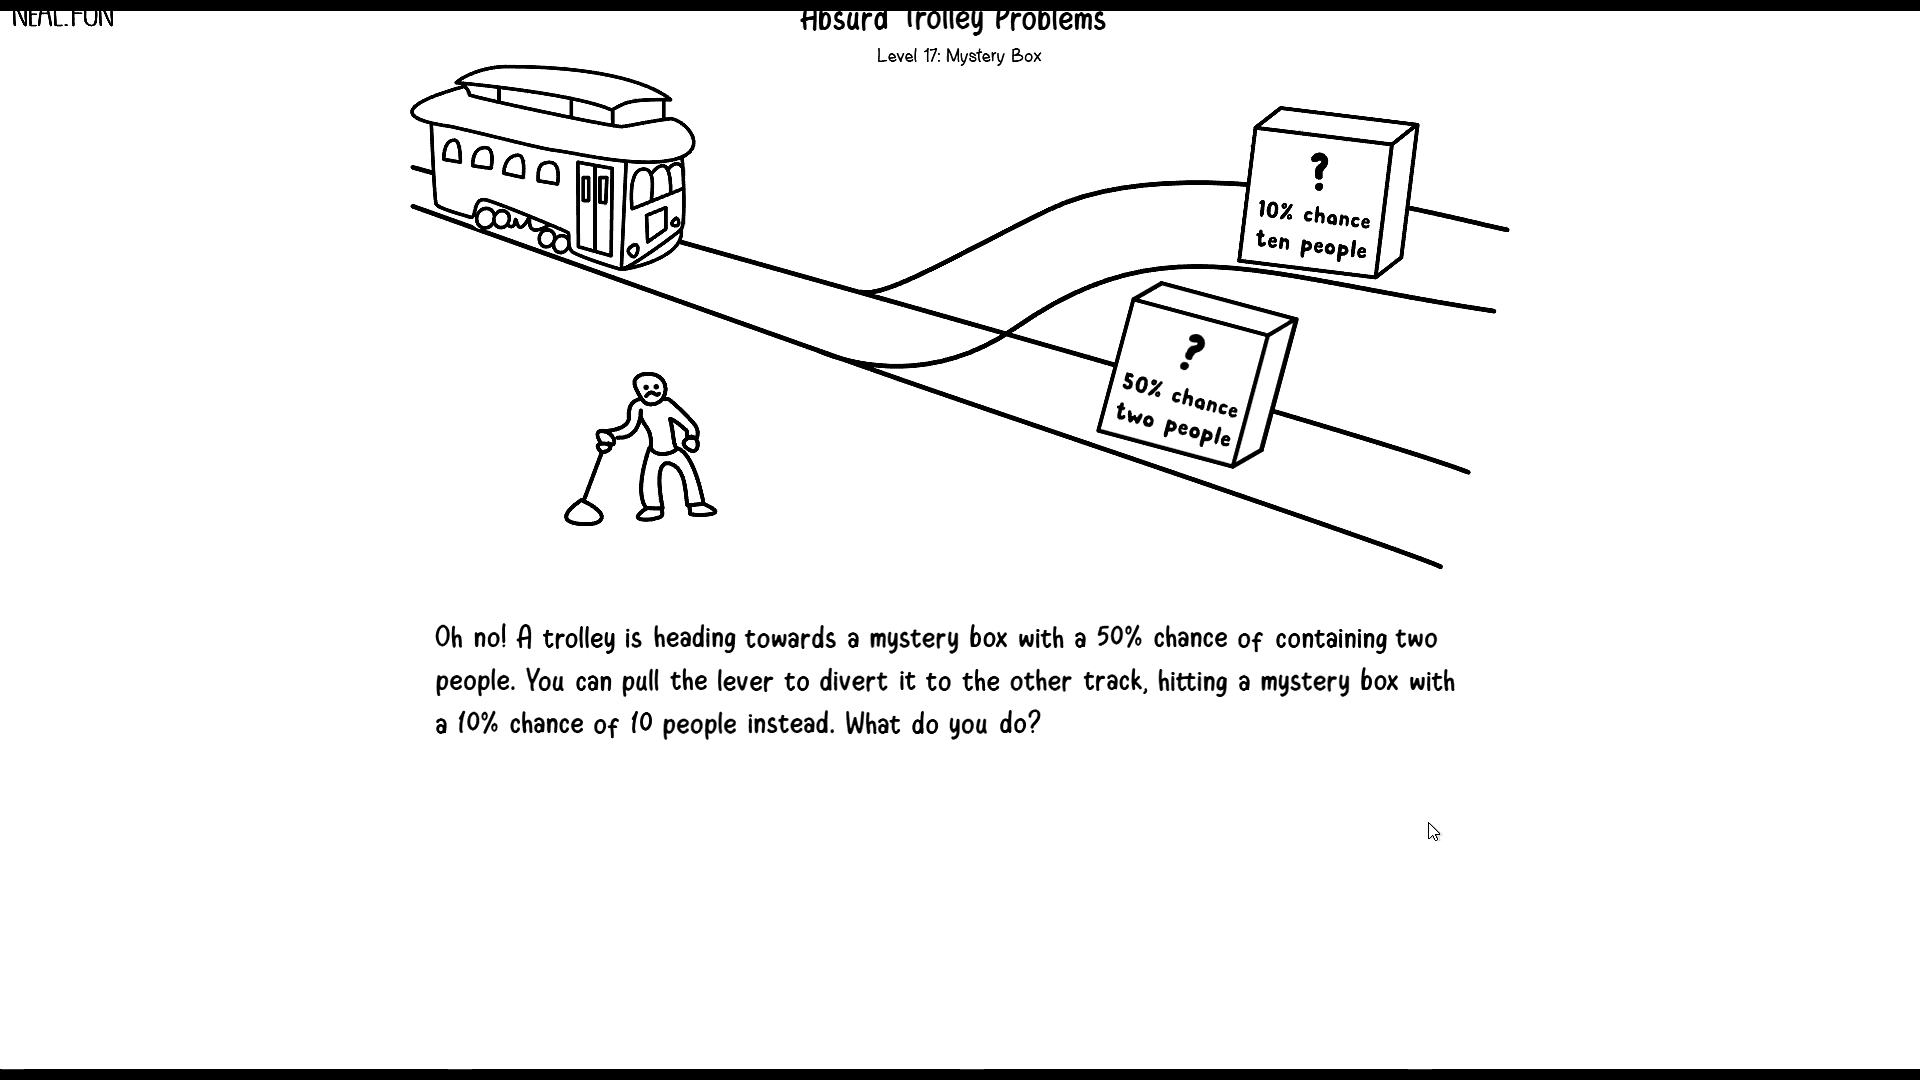 NEAL.FUN
Absurd Trolley Problems
Level 17: Mystery Box
?
10% chance
ten people
?
50% chance
two people
Oh no! A trolley is heading towards a mystery box with a 50% chance of containing two
people. You can pull the lever to divert it to the other track, hitting a mystery box with
a 10% chance of 10 people instead. What do you do?